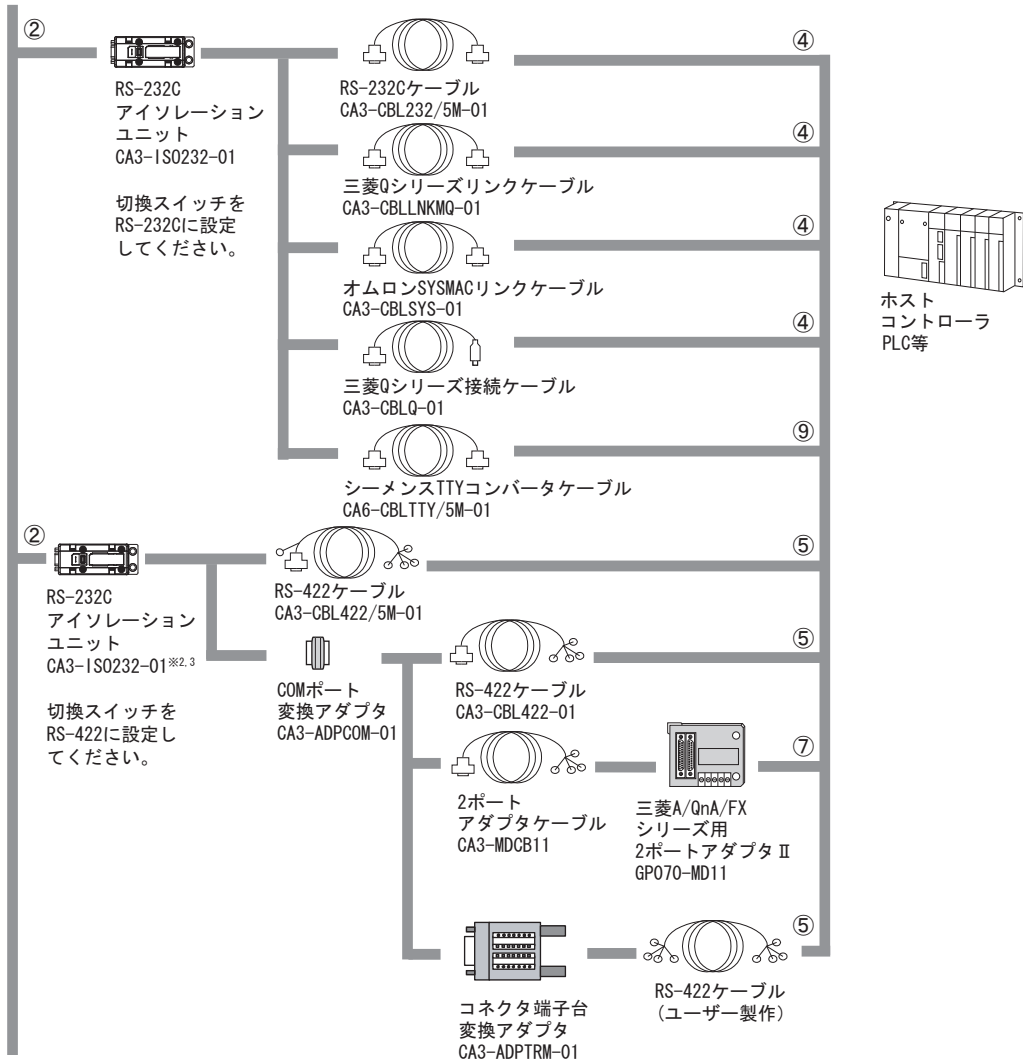 ②
RS-232C
アイソレーション
ユニット
CA3-ISO232-01
切換スイッチを
RS-232Cに設定
してください。
RS-232Cケーブル
CA3-CBL232/5M-01
④
三菱Qシリーズリンクケーブル
CA3-CBLLNKMQ-01
④
オムロンSYSMACリンクケーブル
CA3-CBLSYS-01
④
三菱Qシリーズ接続ケーブル
CA3-CBLQ-01
④
シーメンスTTYコンバータケーブル
CA6-CBLTTY/5M-01
⑨
ホスト
コントローラ
PLC等
②
RS-232C
アイソレーション
ユニット
CA3-ISO232-01※2,3
切換スイッチを
RS-422に設定し
てください。
RS-422ケーブル
CA3-CBL422/5M-01
⑤
COMポート
変換アダプタ
CA3-ADPCOM-01
RS-422ケーブル
CA3-CBL422-01
⑤
2ポート
アダプタケーブル
CA3-MDCB11
三菱A/QnA/FX
シリーズ用
2ポートアダプタⅡ
GP070-MD11
⑦
コネクタ端子台
変換アダプタ
CA3-ADPTRM-01
RS-422ケーブル
(ユーザー製作)
⑤